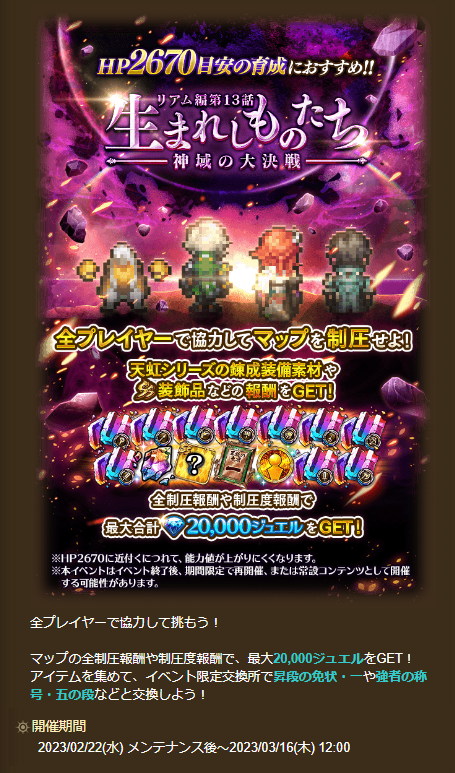 HP2670目安の育成におすすめ!!
リアム編第13話
生まれしものたち
神域の大決戦
全プレイヤーで協力してマップを制圧せよ!
天虹シリーズの錬成装備素材や
装飾品などの報酬をGET!
?
全制圧報酬や制圧度報酬で
最大合計20,000ジュエルをGET!
※HP2670に近付くにつれて、能力値が上がりにくくなります。
※本イベントはイベント終了後、期間限定で再開催、または常設コンテンツとして開催
する可能性があります。
全プレイヤーで協力して挑もう！
マップの全制圧報酬や制圧度報酬で、最大20,000ジュエルをGET！
アイテムを集めて、イベント限定交換所で昇段の免状・一や強者の称
号・五の段などと交換しよう！
開催期間
2023/02/22(水) メンテナンス後～2023/03/16(木) 12:00